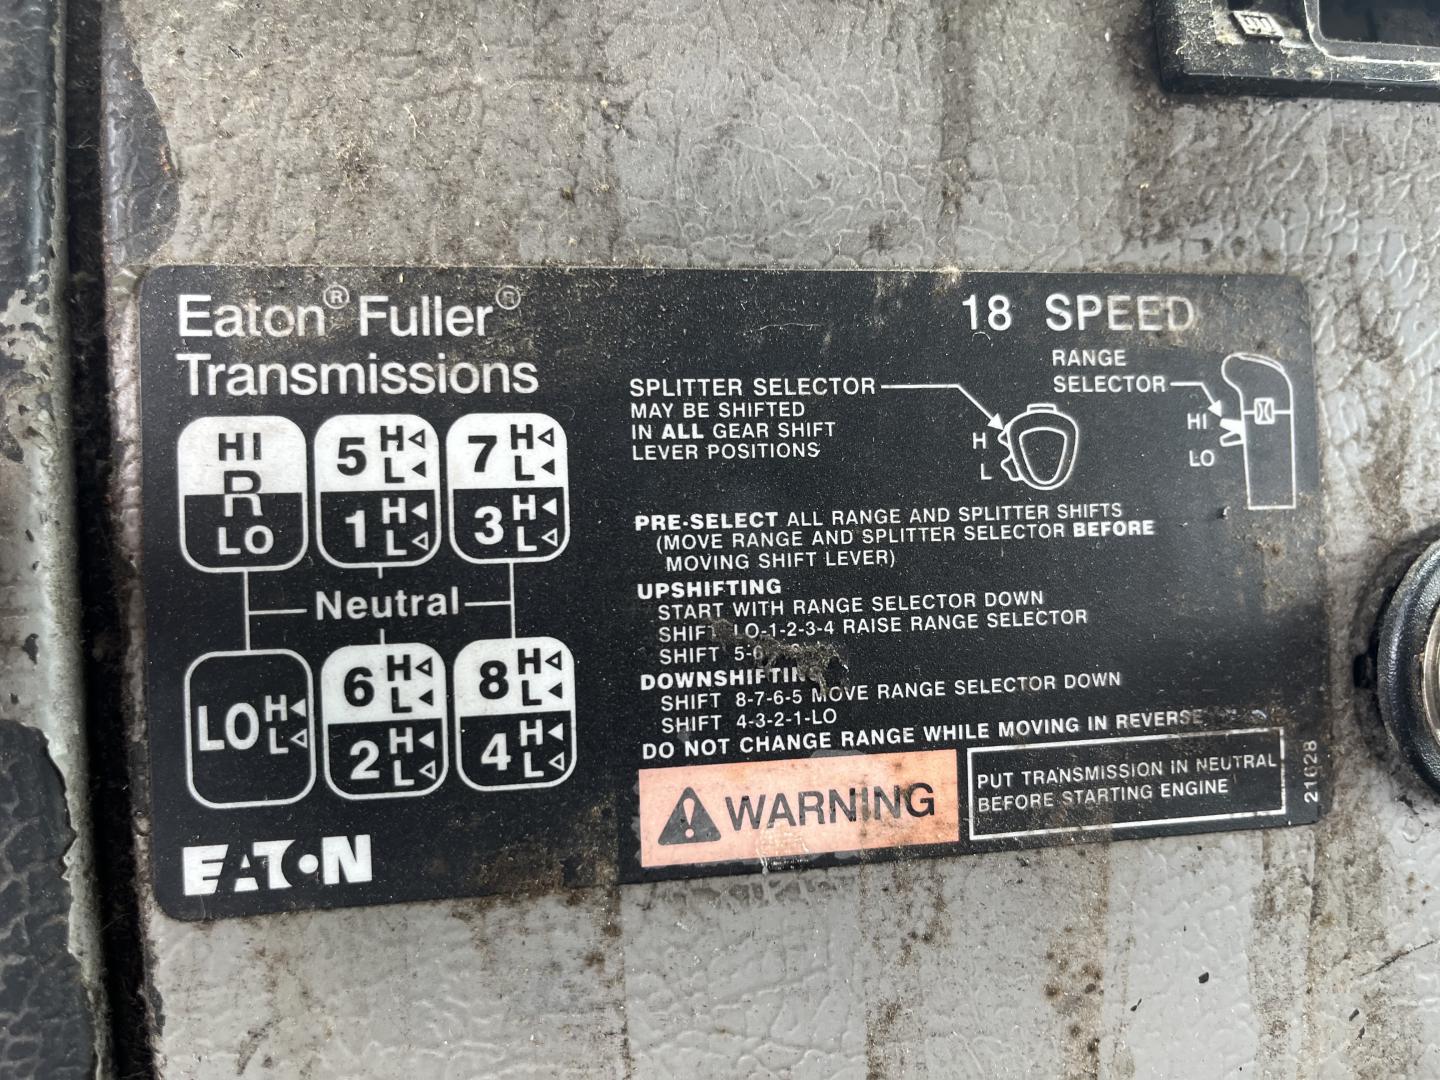 Eaton® Fuller®
Transmissions
18 SPEED
HI
R
LO
5 H L
1 H L
7 H L
3 H L
Neutral
LO H L
6 H L
2 H L
8 H L
4 H L
EATON
SPLITTER SELECTOR
MAY BE SHIFTED
IN ALL GEAR SHIFT
LEVER POSITIONS
H
L
RANGE
SELECTOR
HI
LO
PRE-SELECT ALL RANGE AND SPLITTER SHIFTS
(MOVE RANGE AND SPLITTER SELECTOR BEFORE
MOVING SHIFT LEVER)
UPSHIFTING
START WITH RANGE SELECTOR DOWN
SHIFT LO-1-2-3-4 RAISE RANGE SELECTOR
SHIFT 5-6
DOWNSHIFTING
SHIFT 8-7-6-5 MOVE RANGE SELECTOR DOWN
SHIFT 4-3-2-1-LO
DO NOT CHANGE RANGE WHILE MOVING IN REVERSE
WARNING
PUT TRANSMISSION IN NEUTRAL
BEFORE STARTING ENGINE
21628